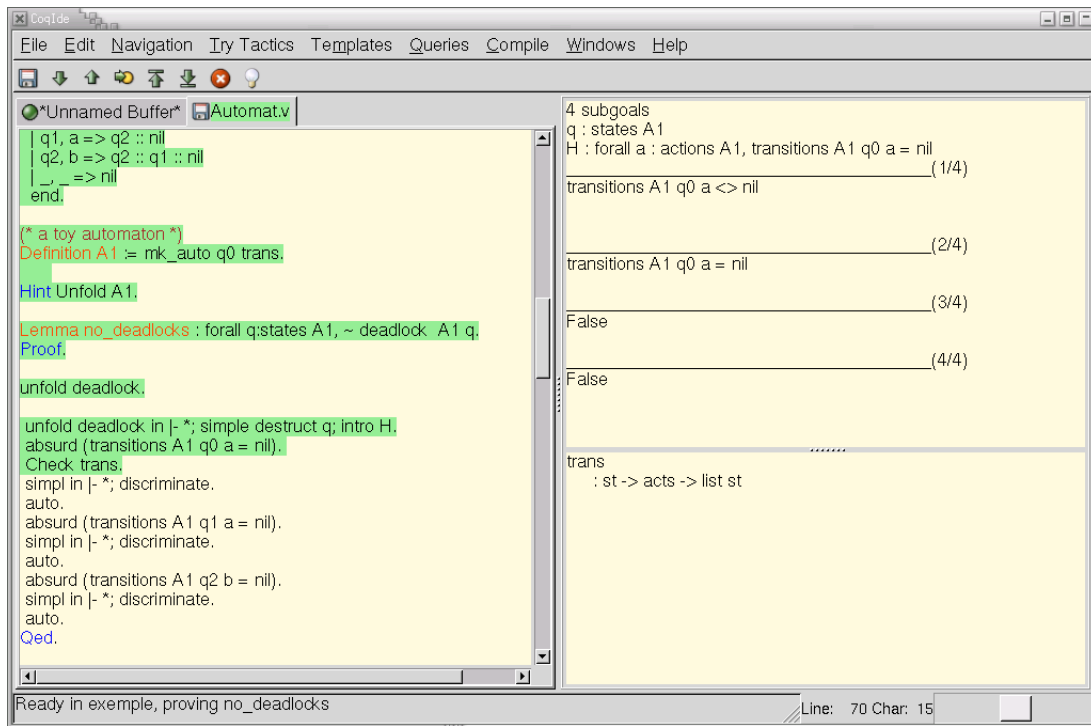 CoqIde
File Edit Navigation Try Tactics Templates Queries Compile Windows Help
*Unnamed Buffer* Automat.v
| q1, a => q2 :: nil
| q2, b => q2 :: q1 :: nil
| _, _ => nil
end.
(* a toy automaton *)
Definition A1 := mk_auto q0 trans.
Hint Unfold A1.
Lemma no_deadlocks : forall q:states A1, ~ deadlock A1 q.
Proof.
unfold deadlock.
unfold deadlock in |- *; simple destruct q; intro H.
absurd (transitions A1 q0 a = nil).
Check trans.
simpl in |- *; discriminate.
auto.
absurd (transitions A1 q1 a = nil).
simpl in |- *; discriminate.
auto.
absurd (transitions A1 q2 b = nil).
simpl in |- *; discriminate.
auto.
Qed.
4 subgoals
q : states A1
H : forall a : actions A1, transitions A1 q0 a = nil
(1/4)
transitions A1 q0 a <> nil
(2/4)
transitions A1 q0 a = nil
(3/4)
False
(4/4)
False
trans
: st -> acts -> list st
Ready in exemple, proving no_deadlocks
Line: 70 Char: 15